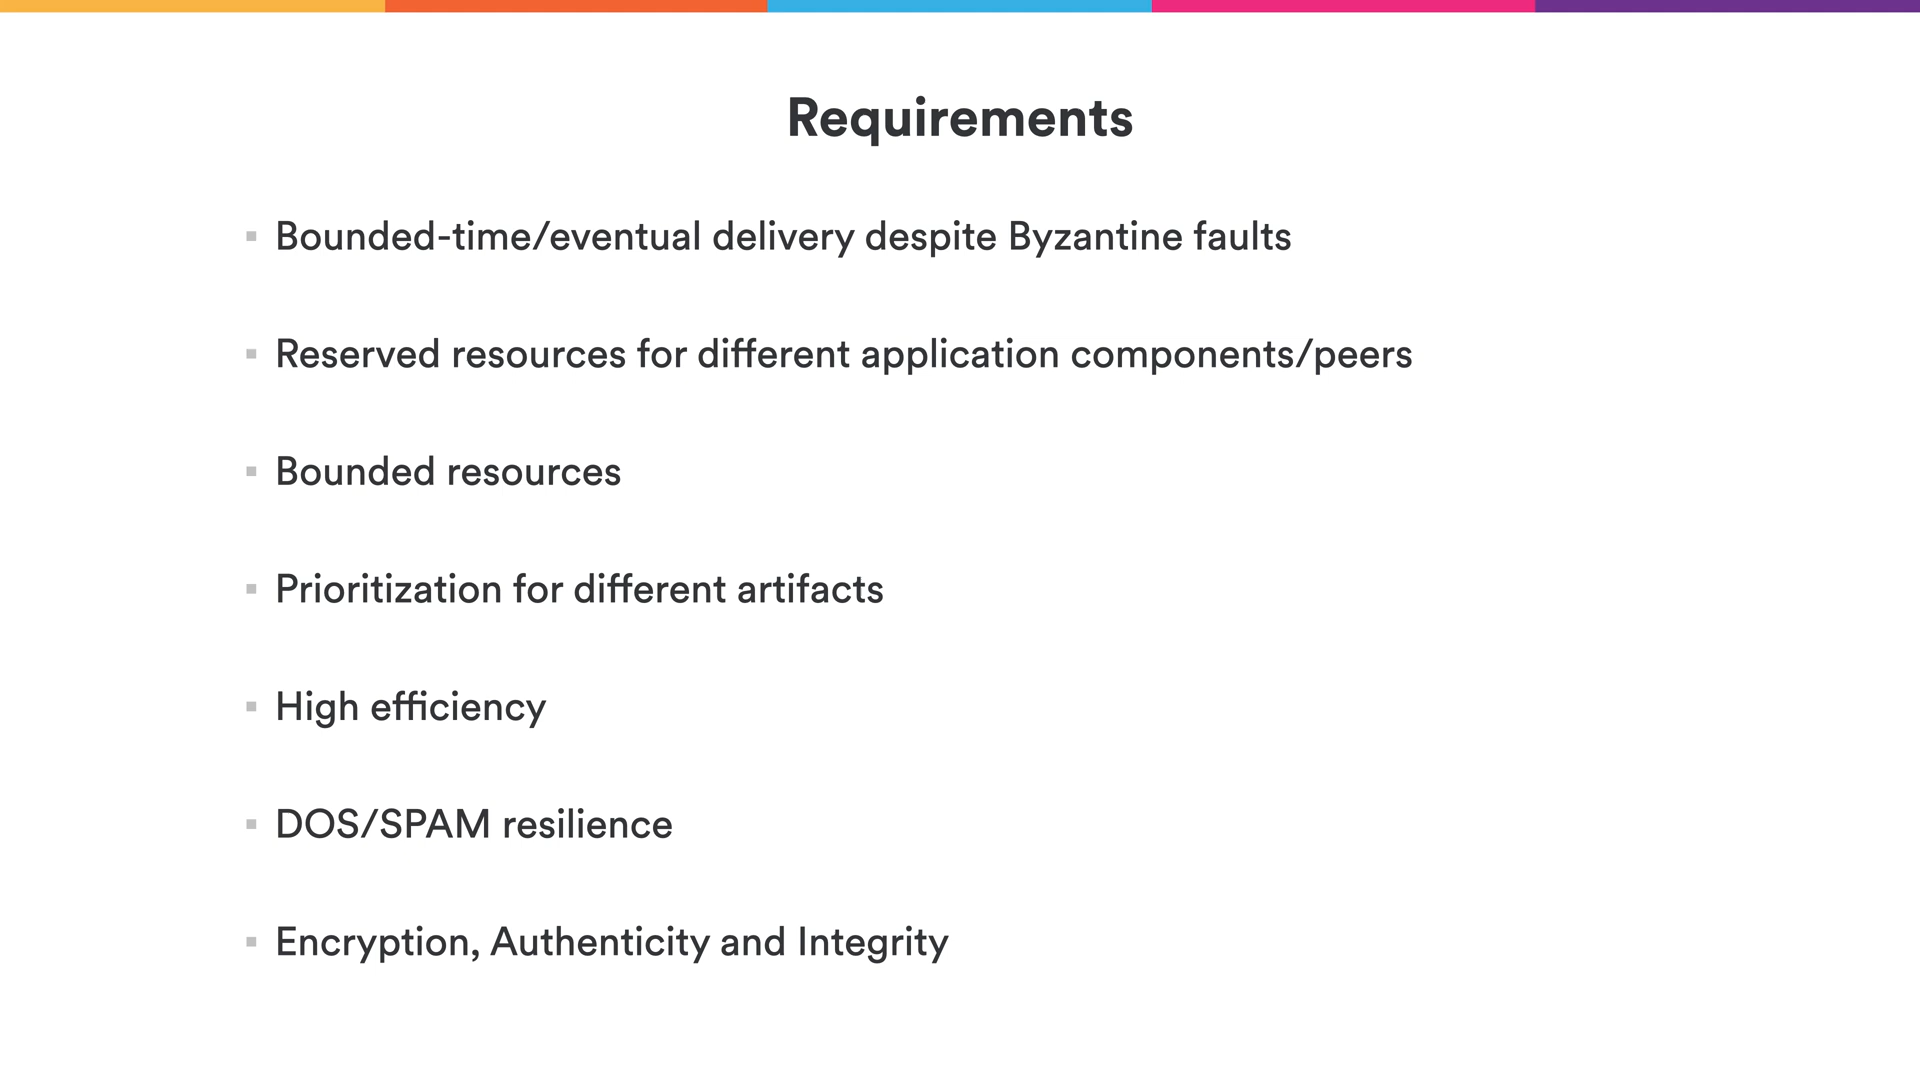 Requirements
Bounded-time/eventual delivery despite Byzantine faults
Reserved resources for different application components/peers
Bounded resources
Prioritization for different artifacts
High efficiency
DOS/SPAM resilience
Encryption, Authenticity and Integrity